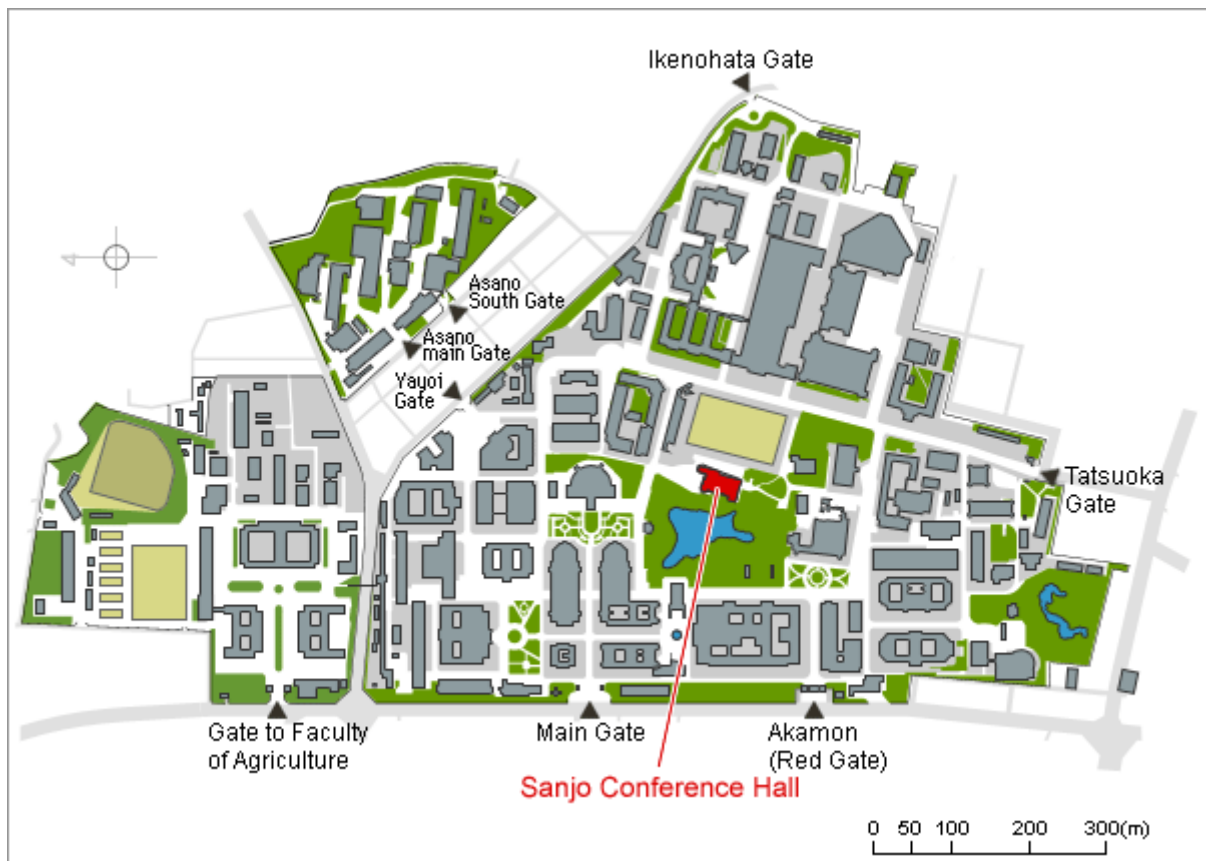 Ikenohata Gate
Asano
South Gate
Asano
main Gate
Yayoi
Gate
Tatsuoka
Gate
Gate to Faculty
of Agriculture
Main Gate
Akamon
(Red Gate)
Sanjo Conference Hall
0 50 100 200 300(m)